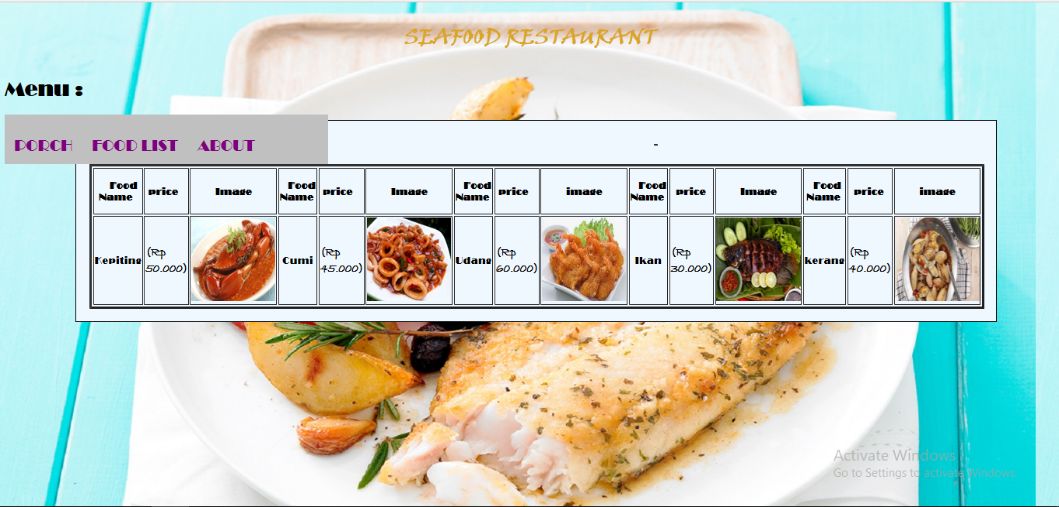 SEAFOOD RESTAURANT
Menu :
PORCH FOOD LIST ABOUT
-
Food Name price Image Food Name price Image Food Name price image Food Name price Image Food Name price image
Kepiting (Rp 50.000) Cumi (Rp 45.000) Udang (Rp 60.000) Ikan (Rp 30.000) kerang (Rp 40.000)
Activate Windows
Go to Settings to activate Windows.